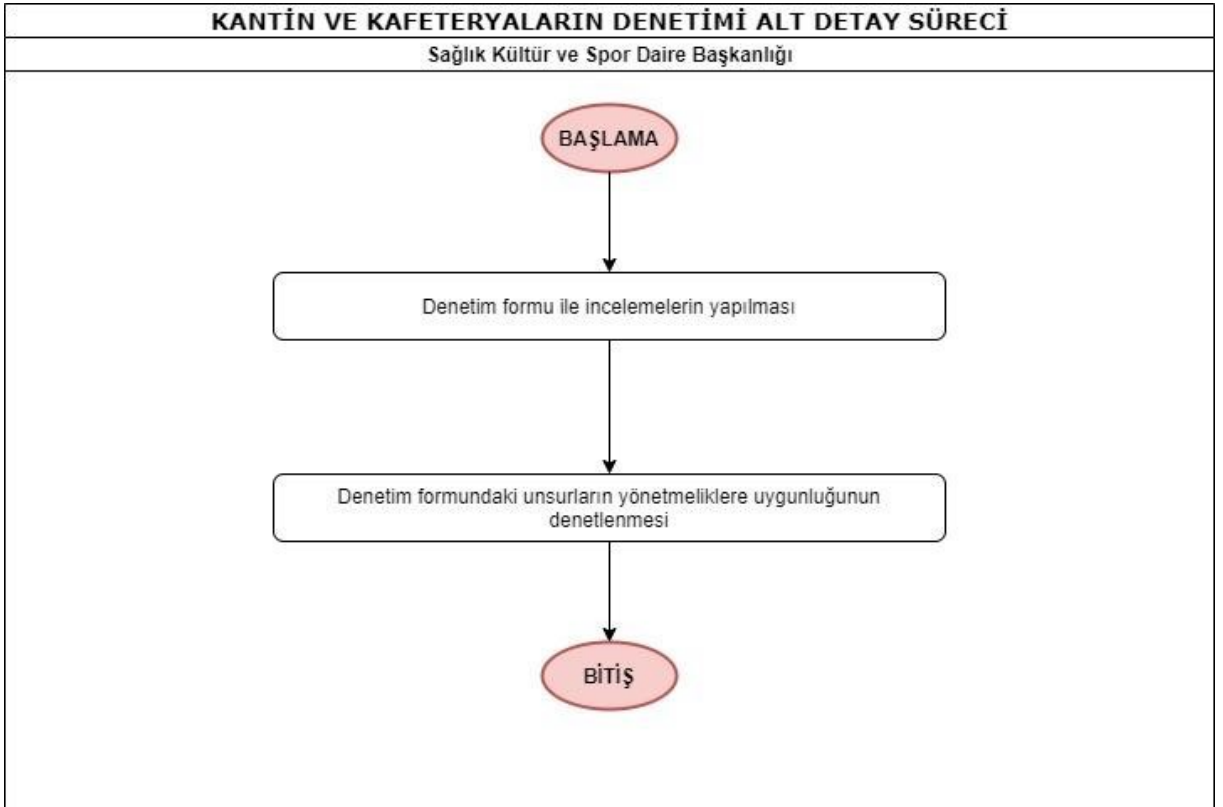 KANTİN VE KAFETERYALARIN DENETİMİ ALT DETAY SÜRECİ
Sağlık Kültür ve Spor Daire Başkanlığı
BAŞLAMA
Denetim formu ile incelemelerin yapılması
Denetim formundaki unsurların yönetmeliklere uygunluğunun
denetlenmesi
BİTİŞ